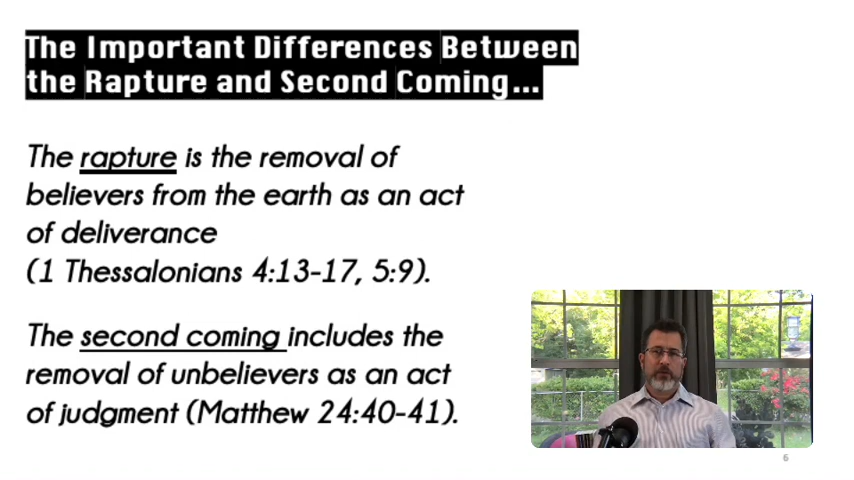 The Important Differences Between
the Rapture and Second Coming...
The rapture is the removal of
believers from the earth as an act
of deliverance
(1 Thessalonians 4:13-17, 5:9).
The second coming includes the
removal of unbelievers as an act
of judgment (Matthew 24:40-41).
6